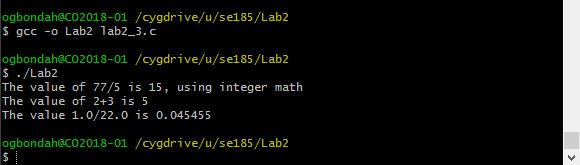 ogbondah@CO2018-01 /cygdrive/u/se185/Lab2
$ gcc -o Lab2 lab2_3.c
ogbondah@CO2018-01 /cygdrive/u/se185/Lab2
$ ./Lab2
The value of 77/5 is 15, using integer math
The value of 2+3 is 5
The value 1.0/22.0 is 0.045455
ogbondah@CO2018-01 /cygdrive/u/se185/Lab2
$